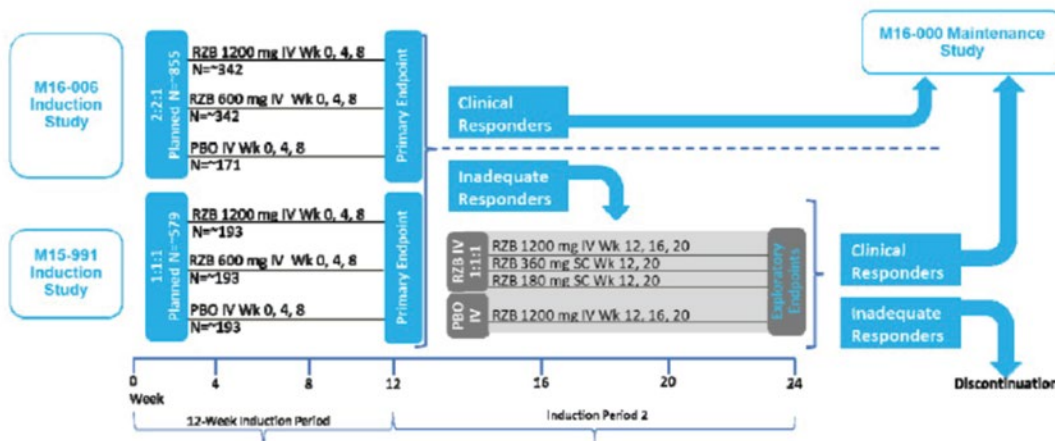 M16-006
Induction
Study
2:2:1
Planned N=~855
RZB 1200 mg IV Wk 0, 4, 8
N=~342
RZB 600 mg IV Wk 0, 4, 8
N=~342
PBO IV Wk 0, 4, 8
N=~171
Primary Endpoint
M15-991
Induction
Study
1:1:1
Planned N=~579
RZB 1200 mg IV Wk 0, 4, 8
N=~193
RZB 600 mg IV Wk 0, 4, 8
N=~193
PBO IV Wk 0, 4, 8
N=~193
Primary Endpoint
Clinical
Responders
M16-000 Maintenance
Study
Inadequate
Responders
RZB IV
1:1:1
RZB 1200 mg IV Wk 12, 16, 20
RZB 360 mg SC Wk 12, 20
RZB 180 mg SC Wk 12, 20
PBO
IV
RZB 1200 mg IV Wk 12, 16, 20
Exploratory
Endpoints
Clinical
Responders
Inadequate
Responders
Discontinuation
0 4 8 12 16 20 24
Week
12-Week Induction Period
Induction Period 2